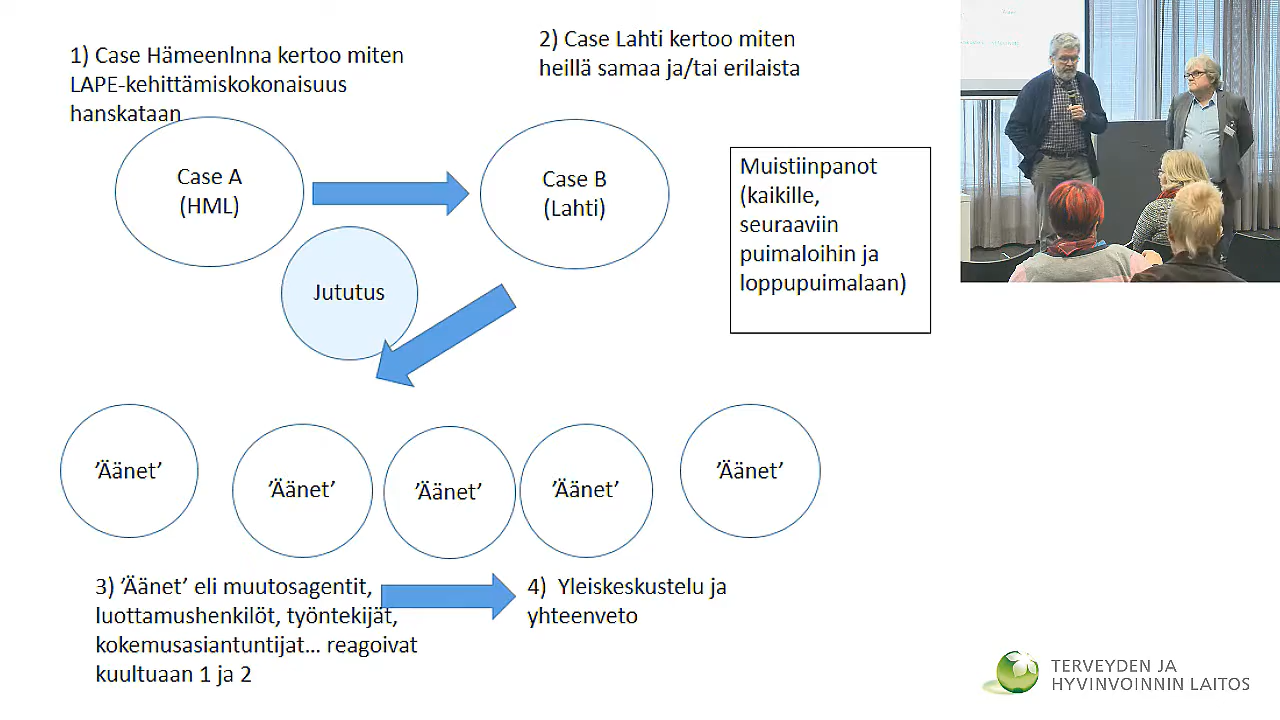 1) Case HämeenInna kertoo miten
LAPE-kehittämiskokonaisuus
hanskataan
2) Case Lahti kertoo miten
heillä samaa ja/tai erilaista
Case A
(HML)
Case B
(Lahti)
Muistiinpanot
(kaikille,
seuraaviin
puimaloihin ja
loppupuimalaan)
Jututus
’Äänet’
’Äänet’
’Äänet’
’Äänet’
’Äänet’
3) ’Äänet’ eli muutosagentit,
luottamushenkilöt, työntekijät,
kokemusasiantuntijat... reagoivat
kuultuaan 1 ja 2
4) Yleiskeskustelu ja
yhteenveto
TERVEYDEN JA
HYVINVOINNIN LAITOS